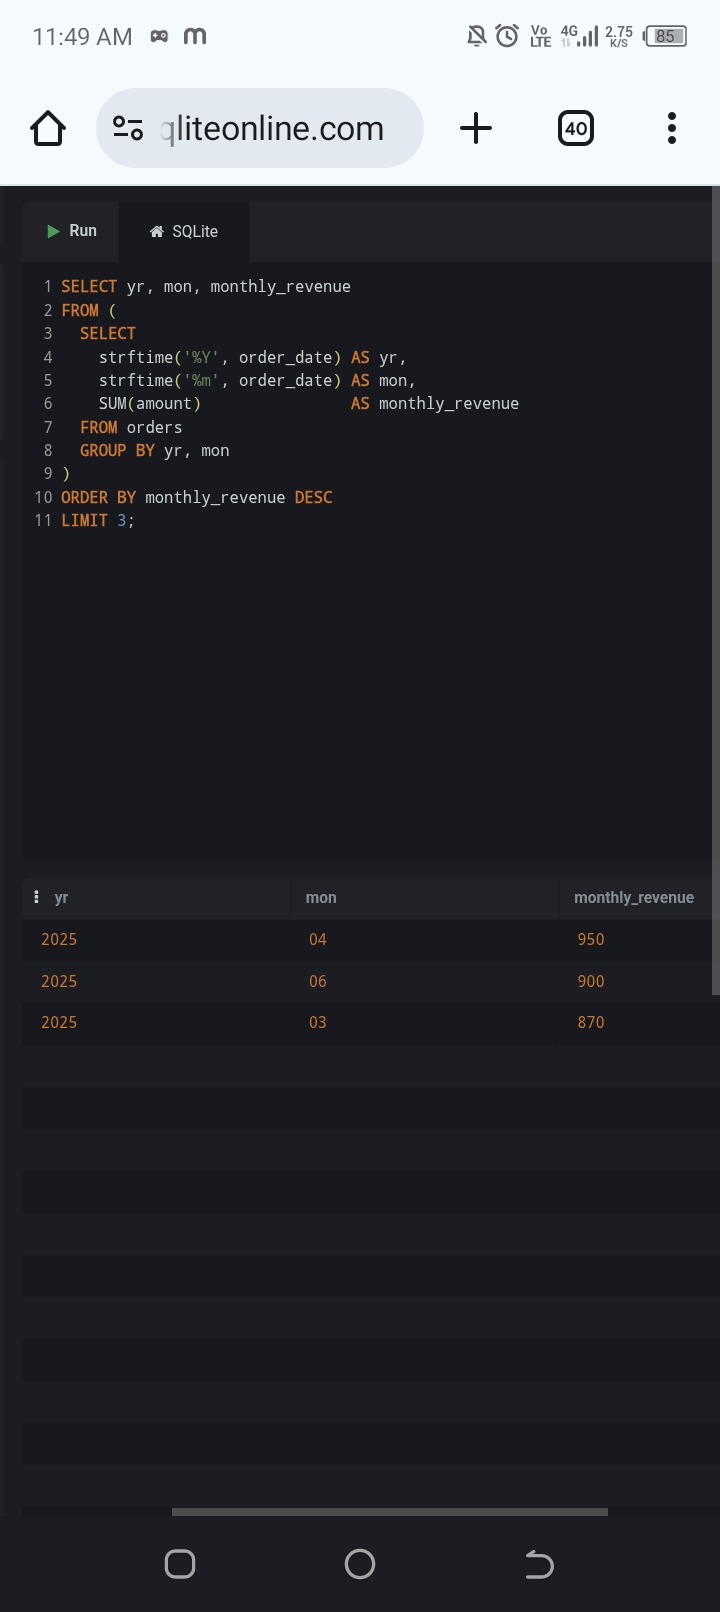 11:49 AM m Vo LTE 4G 2.75 K/S 85
qliteonline.com 40
Run SQLite
1 SELECT yr, mon, monthly_revenue
2 FROM (
3   SELECT
4     strftime('%Y', order_date) AS yr,
5     strftime('%m', order_date) AS mon,
6     SUM(amount)                AS monthly_revenue
7   FROM orders
8   GROUP BY yr, mon
9 )
10 ORDER BY monthly_revenue DESC
11 LIMIT 3;
yr mon monthly_revenue
2025 04 950
2025 06 900
2025 03 870